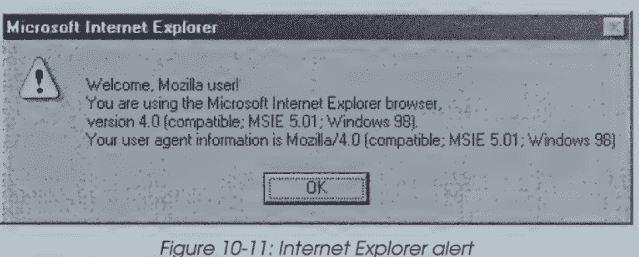 Microsoft Internet Explorer
Welcome, Mozilla user!
You are using the Microsoft Internet Explorer browser,
version 4.0 (compatible; MSIE 5.01; Windows 98).
Your user agent information is Mozilla/4.0 (compatible; MSIE 5.01; Windows 98)
OK
Figure 10-11: Internet Explorer alert